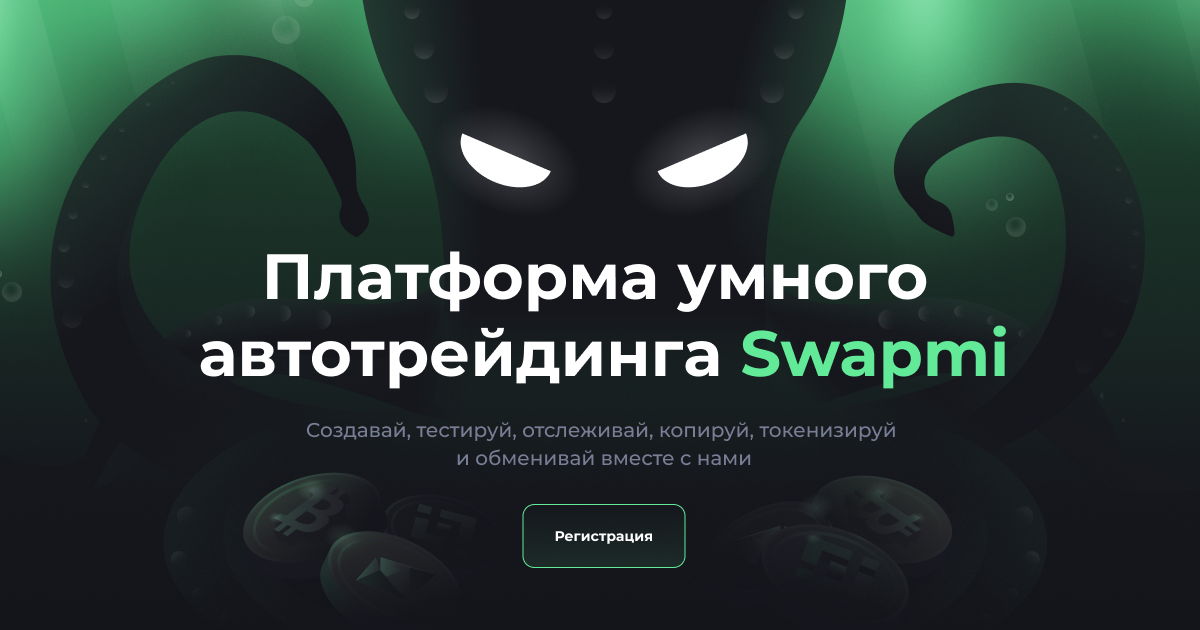 Платформа умного
автотрейдинга Swapmi
Создавай, тестируй, отслеживай, копируй, токенизируй
и обменивай вместе с нами
Регистрация